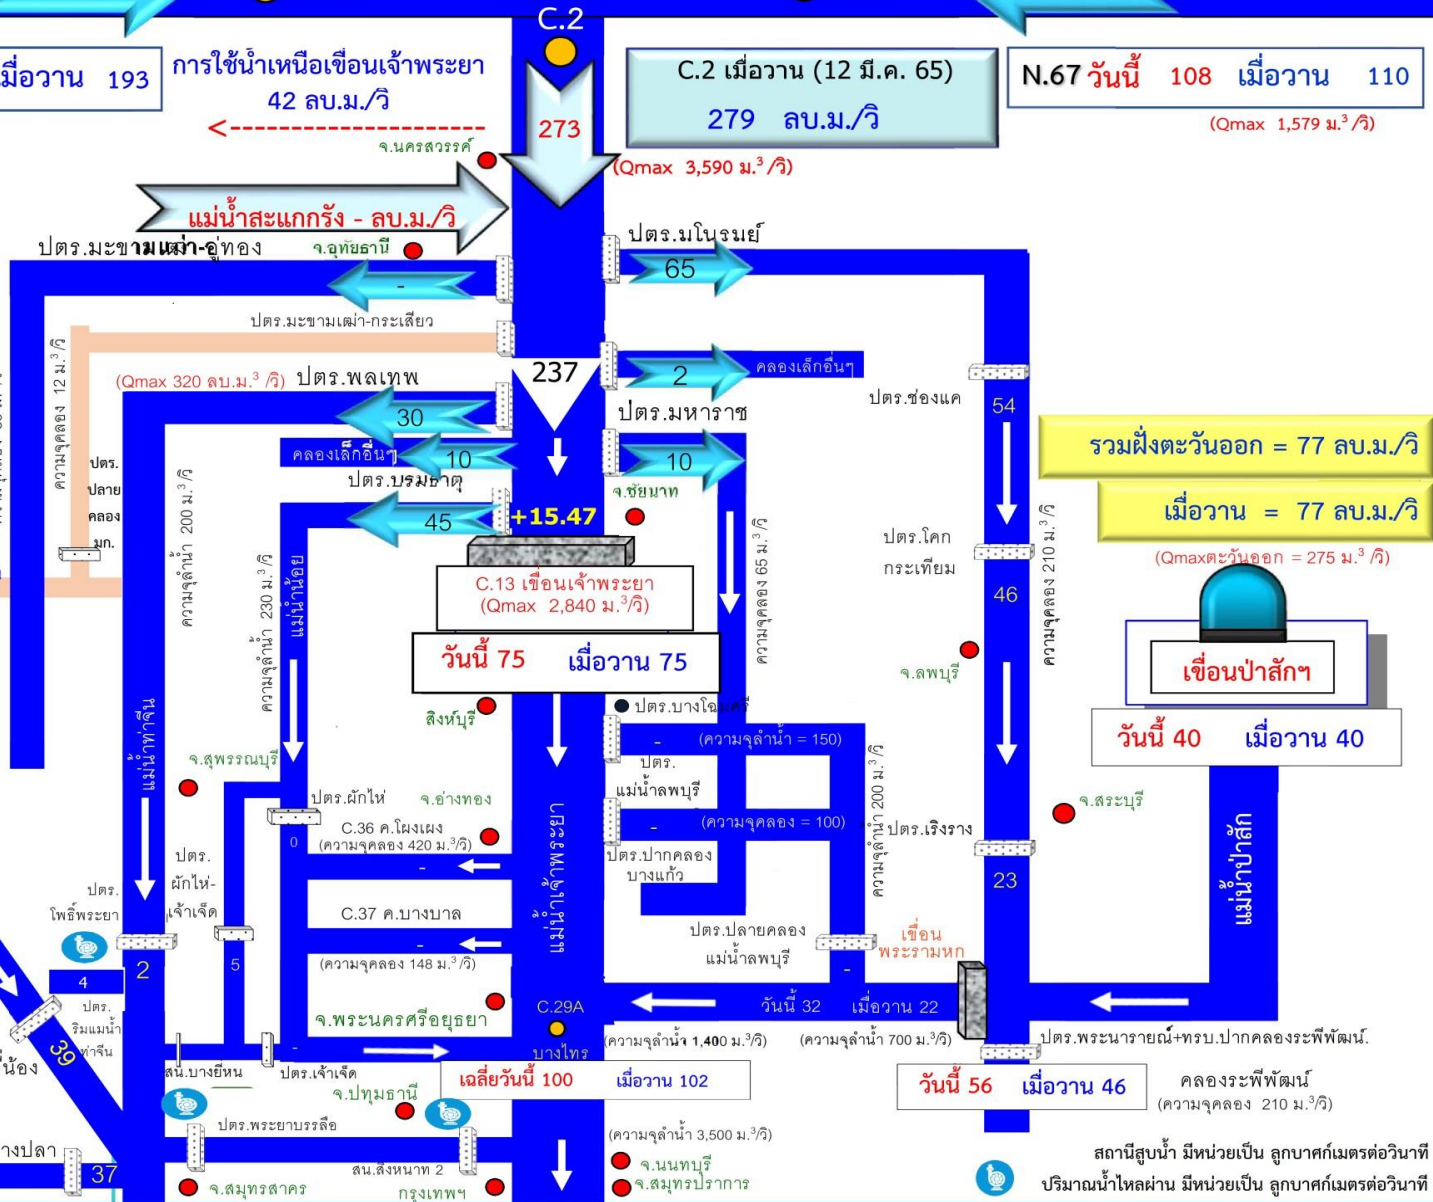 C.2
เมื่อวาน 193
การใช้น้ำเหนือเขื่อนเจ้าพระยา
42 ลบ.ม./วิ
273
C.2 เมื่อวาน (12 มี.ค. 65)
279 ลบ.ม./วิ
(Qmax 3,590 ม.³/วิ)
N.67 วันนี้ 108 เมื่อวาน 110
(Qmax 1,579 ม.³/วิ)
จ.นครสวรรค์
แม่น้ำสะแกกรัง - ลบ.ม./วิ
ปตร.มะขามเฒ่า-อู่ทอง
จ.อุทัยธานี
-
ปตร.มโนรมย์
65
ปตร.มะขามเฒ่า-กระเสียว
ความจุคลอง 12 ม.³/วิ
237
2
คลองเล็กอื่นๆ
(Qmax 320 ลบ.ม.³/วิ) ปตร.พลเทพ
30
ปตร.มหาราช
10
คลองเล็กอื่นๆ
10
ปตร.บรมธาตุ
45
+15.47
จ.ชัยนาท
ปตร.
ปลาย
คลอง
มก.
ความจุลำน้ำ 200 ม.³/วิ
ความจุลำน้ำ 230 ม.³/วิ
แม่น้ำน้อย
C.13 เขื่อนเจ้าพระยา
(Qmax 2,840 ม.³/วิ)
วันนี้ 75 เมื่อวาน 75
ความจุคลอง 65 ม.³/วิ
ปตร.ช่องแค
54
รวมฝั่งตะวันออก = 77 ลบ.ม./วิ
เมื่อวาน = 77 ลบ.ม./วิ
(Qmaxตะวันออก = 275 ม.³/วิ)
ปตร.โคก
กระเทียม
46
ความจุคลอง 210 ม.³/วิ
จ.ลพบุรี
เขื่อนป่าสักฯ
วันนี้ 40 เมื่อวาน 40
สิงห์บุรี
ปตร.บางโฉมศรี
-
(ความจุลำน้ำ = 150)
ปตร.
แม่น้ำลพบุรี
-
(ความจุคลอง = 100)
ปตร.ปากคลอง
บางแก้ว
ความจุลำน้ำ 200 ม.³/วิ
แม่น้ำท่าจีน
จ.สุพรรณบุรี
ปตร.ผักไห่
0
จ.อ่างทอง
C.36 ค.โผงเผง
(ความจุคลอง 420 ม.³/วิ)
-
แม่น้ำเจ้าพระยา
ปตร.เริงราง
23
จ.สระบุรี
แม่น้ำป่าสัก
ปตร.
ผักไห่-
เจ้าเจ็ด
5
ปตร.
โพธิ์พระยา
2
4
ปตร.
ริมแม่น้ำ
ท่าจีน
39
C.37 ค.บางบาล
-
(ความจุคลอง 148 ม.³/วิ)
ปตร.ปลายคลอง
แม่น้ำลพบุรี
-
เขื่อน
พระรามหก
จ.พระนครศรีอยุธยา
C.29A
บางไทร
วันนี้ 32 เมื่อวาน 22
(ความจุลำน้ำ 1,400 ม.³/วิ)
(ความจุลำน้ำ 700 ม.³/วิ)
ปตร.พระนารายณ์+ทรบ.ปากคลองระพีพัฒน์.
สน.บางยี่หน
ปตร.เจ้าเจ็ด
-
เฉลี่ยวันนี้ 100 เมื่อวาน 102
วันนี้ 56 เมื่อวาน 46
คลองระพีพัฒน์
(ความจุคลอง 210 ม.³/วิ)
จ.ปทุมธานี
ปตร.พระยาบรรลือ
(ความจุลำน้ำ 3,500 ม.³/วิ)
37
สน.สิงหนาท 2
จ.นนทบุรี
จ.สมุทรปราการ
จ.สมุทรสาคร
กรุงเทพฯ
สถานีสูบน้ำ มีหน่วยเป็น ลูกบาศก์เมตรต่อวินาที
ปริมาณน้ำไหลผ่าน มีหน่วยเป็น ลูกบาศก์เมตรต่อวินาที